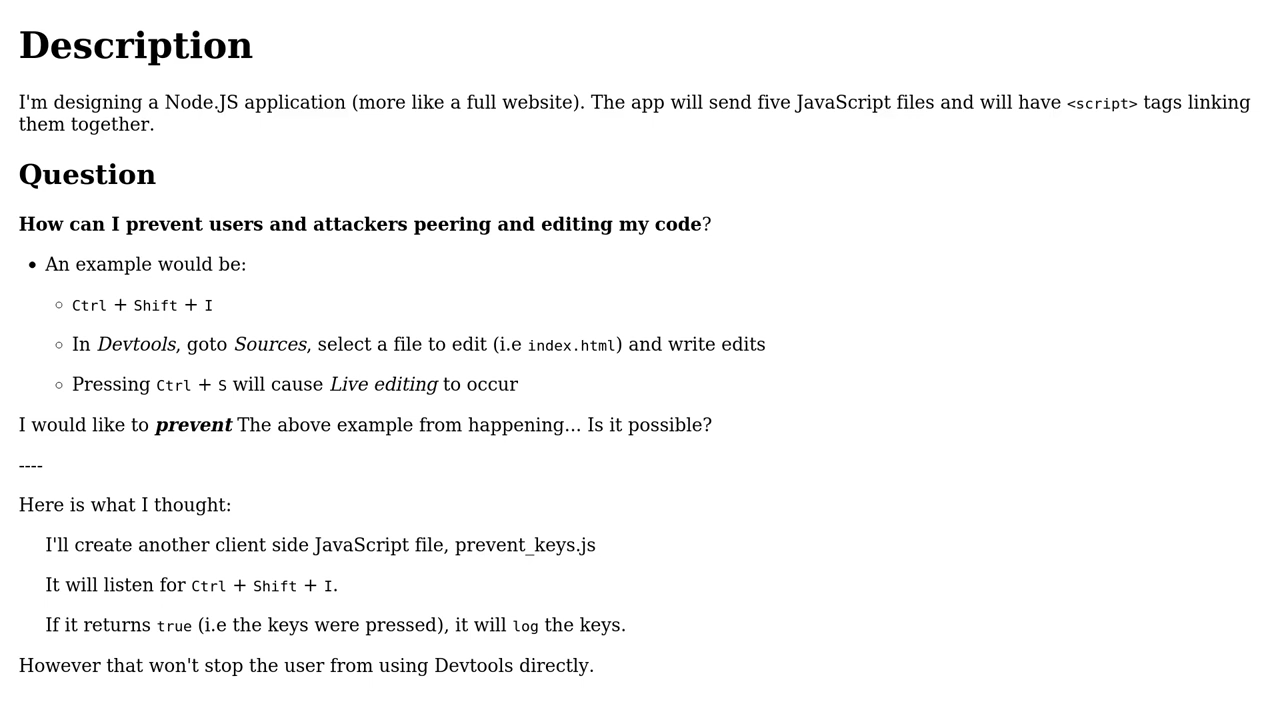 Description
I'm designing a Node.JS application (more like a full website). The app will send five JavaScript files and will have <script> tags linking
them together.
Question
How can I prevent users and attackers peering and editing my code?
• An example would be:
◦ Ctrl + Shift + I
◦ In Devtools, goto Sources, select a file to edit (i.e index.html) and write edits
◦ Pressing Ctrl + S will cause Live editing to occur
I would like to prevent The above example from happening... Is it possible?
----
Here is what I thought:
I'll create another client side JavaScript file, prevent_keys.js
It will listen for Ctrl + Shift + I.
If it returns true (i.e the keys were pressed), it will log the keys.
However that won't stop the user from using Devtools directly.